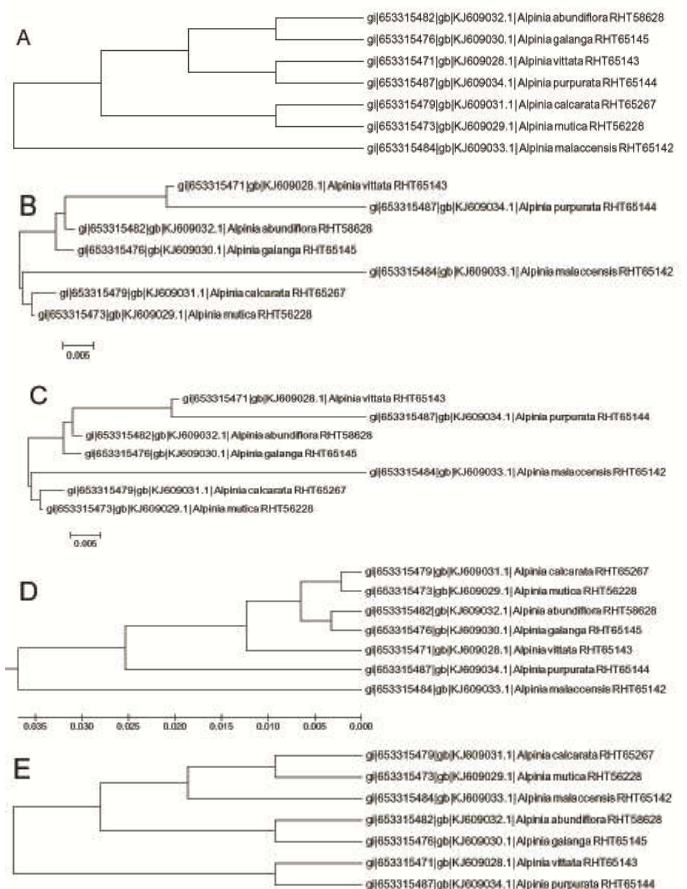 A
gi|653315482|gb|KJ609032.1| Alpinia abundiflora RHT58628
gi|653315476|gb|KJ609030.1| Alpinia galanga RHT65145
gi|653315471|gb|KJ609028.1| Alpinia vittata RHT65143
gi|653315487|gb|KJ609034.1| Alpinia purpurata RHT65144
gi|653315479|gb|KJ609031.1| Alpinia calcarata RHT65267
gi|653315473|gb|KJ609029.1| Alpinia mutica RHT56228
gi|653315484|gb|KJ609033.1| Alpinia malaccensis RHT65142
B
gi|653315471|gb|KJ609028.1| Alpinia vittata RHT65143
gi|653315487|gb|KJ609034.1| Alpinia purpurata RHT65144
gi|653315482|gb|KJ609032.1| Alpinia abundiflora RHT58628
gi|653315476|gb|KJ609030.1| Alpinia galanga RHT65145
gi|653315484|gb|KJ609033.1| Alpinia malaccensis RHT65142
gi|653315479|gb|KJ609031.1| Alpinia calcarata RHT65267
gi|653315473|gb|KJ609029.1| Alpinia mutica RHT56228
0.005
C
gi|653315471|gb|KJ609028.1| Alpinia vittata RHT65143
gi|653315487|gb|KJ609034.1| Alpinia purpurata RHT65144
gi|653315482|gb|KJ609032.1| Alpinia abundiflora RHT58628
gi|653315476|gb|KJ609030.1| Alpinia galanga RHT65145
gi|653315484|gb|KJ609033.1| Alpinia malaccensis RHT65142
gi|653315479|gb|KJ609031.1| Alpinia calcarata RHT65267
gi|653315473|gb|KJ609029.1| Alpinia mutica RHT56228
0.005
D
gi|653315479|gb|KJ609031.1| Alpinia calcarata RHT65267
gi|653315473|gb|KJ609029.1| Alpinia mutica RHT56228
gi|653315482|gb|KJ609032.1| Alpinia abundiflora RHT58628
gi|653315476|gb|KJ609030.1| Alpinia galanga RHT65145
gi|653315471|gb|KJ609028.1| Alpinia vittata RHT65143
gi|653315487|gb|KJ609034.1| Alpinia purpurata RHT65144
gi|653315484|gb|KJ609033.1| Alpinia malaccensis RHT65142
0.035 0.030 0.025 0.020 0.015 0.010 0.005 0.000
E
gi|653315479|gb|KJ609031.1| Alpinia calcarata RHT65267
gi|653315473|gb|KJ609029.1| Alpinia mutica RHT56228
gi|653315484|gb|KJ609033.1| Alpinia malaccensis RHT65142
gi|653315482|gb|KJ609032.1| Alpinia abundiflora RHT58628
gi|653315476|gb|KJ609030.1| Alpinia galanga RHT65145
gi|653315471|gb|KJ609028.1| Alpinia vittata RHT65143
gi|653315487|gb|KJ609034.1| Alpinia purpurata RHT65144